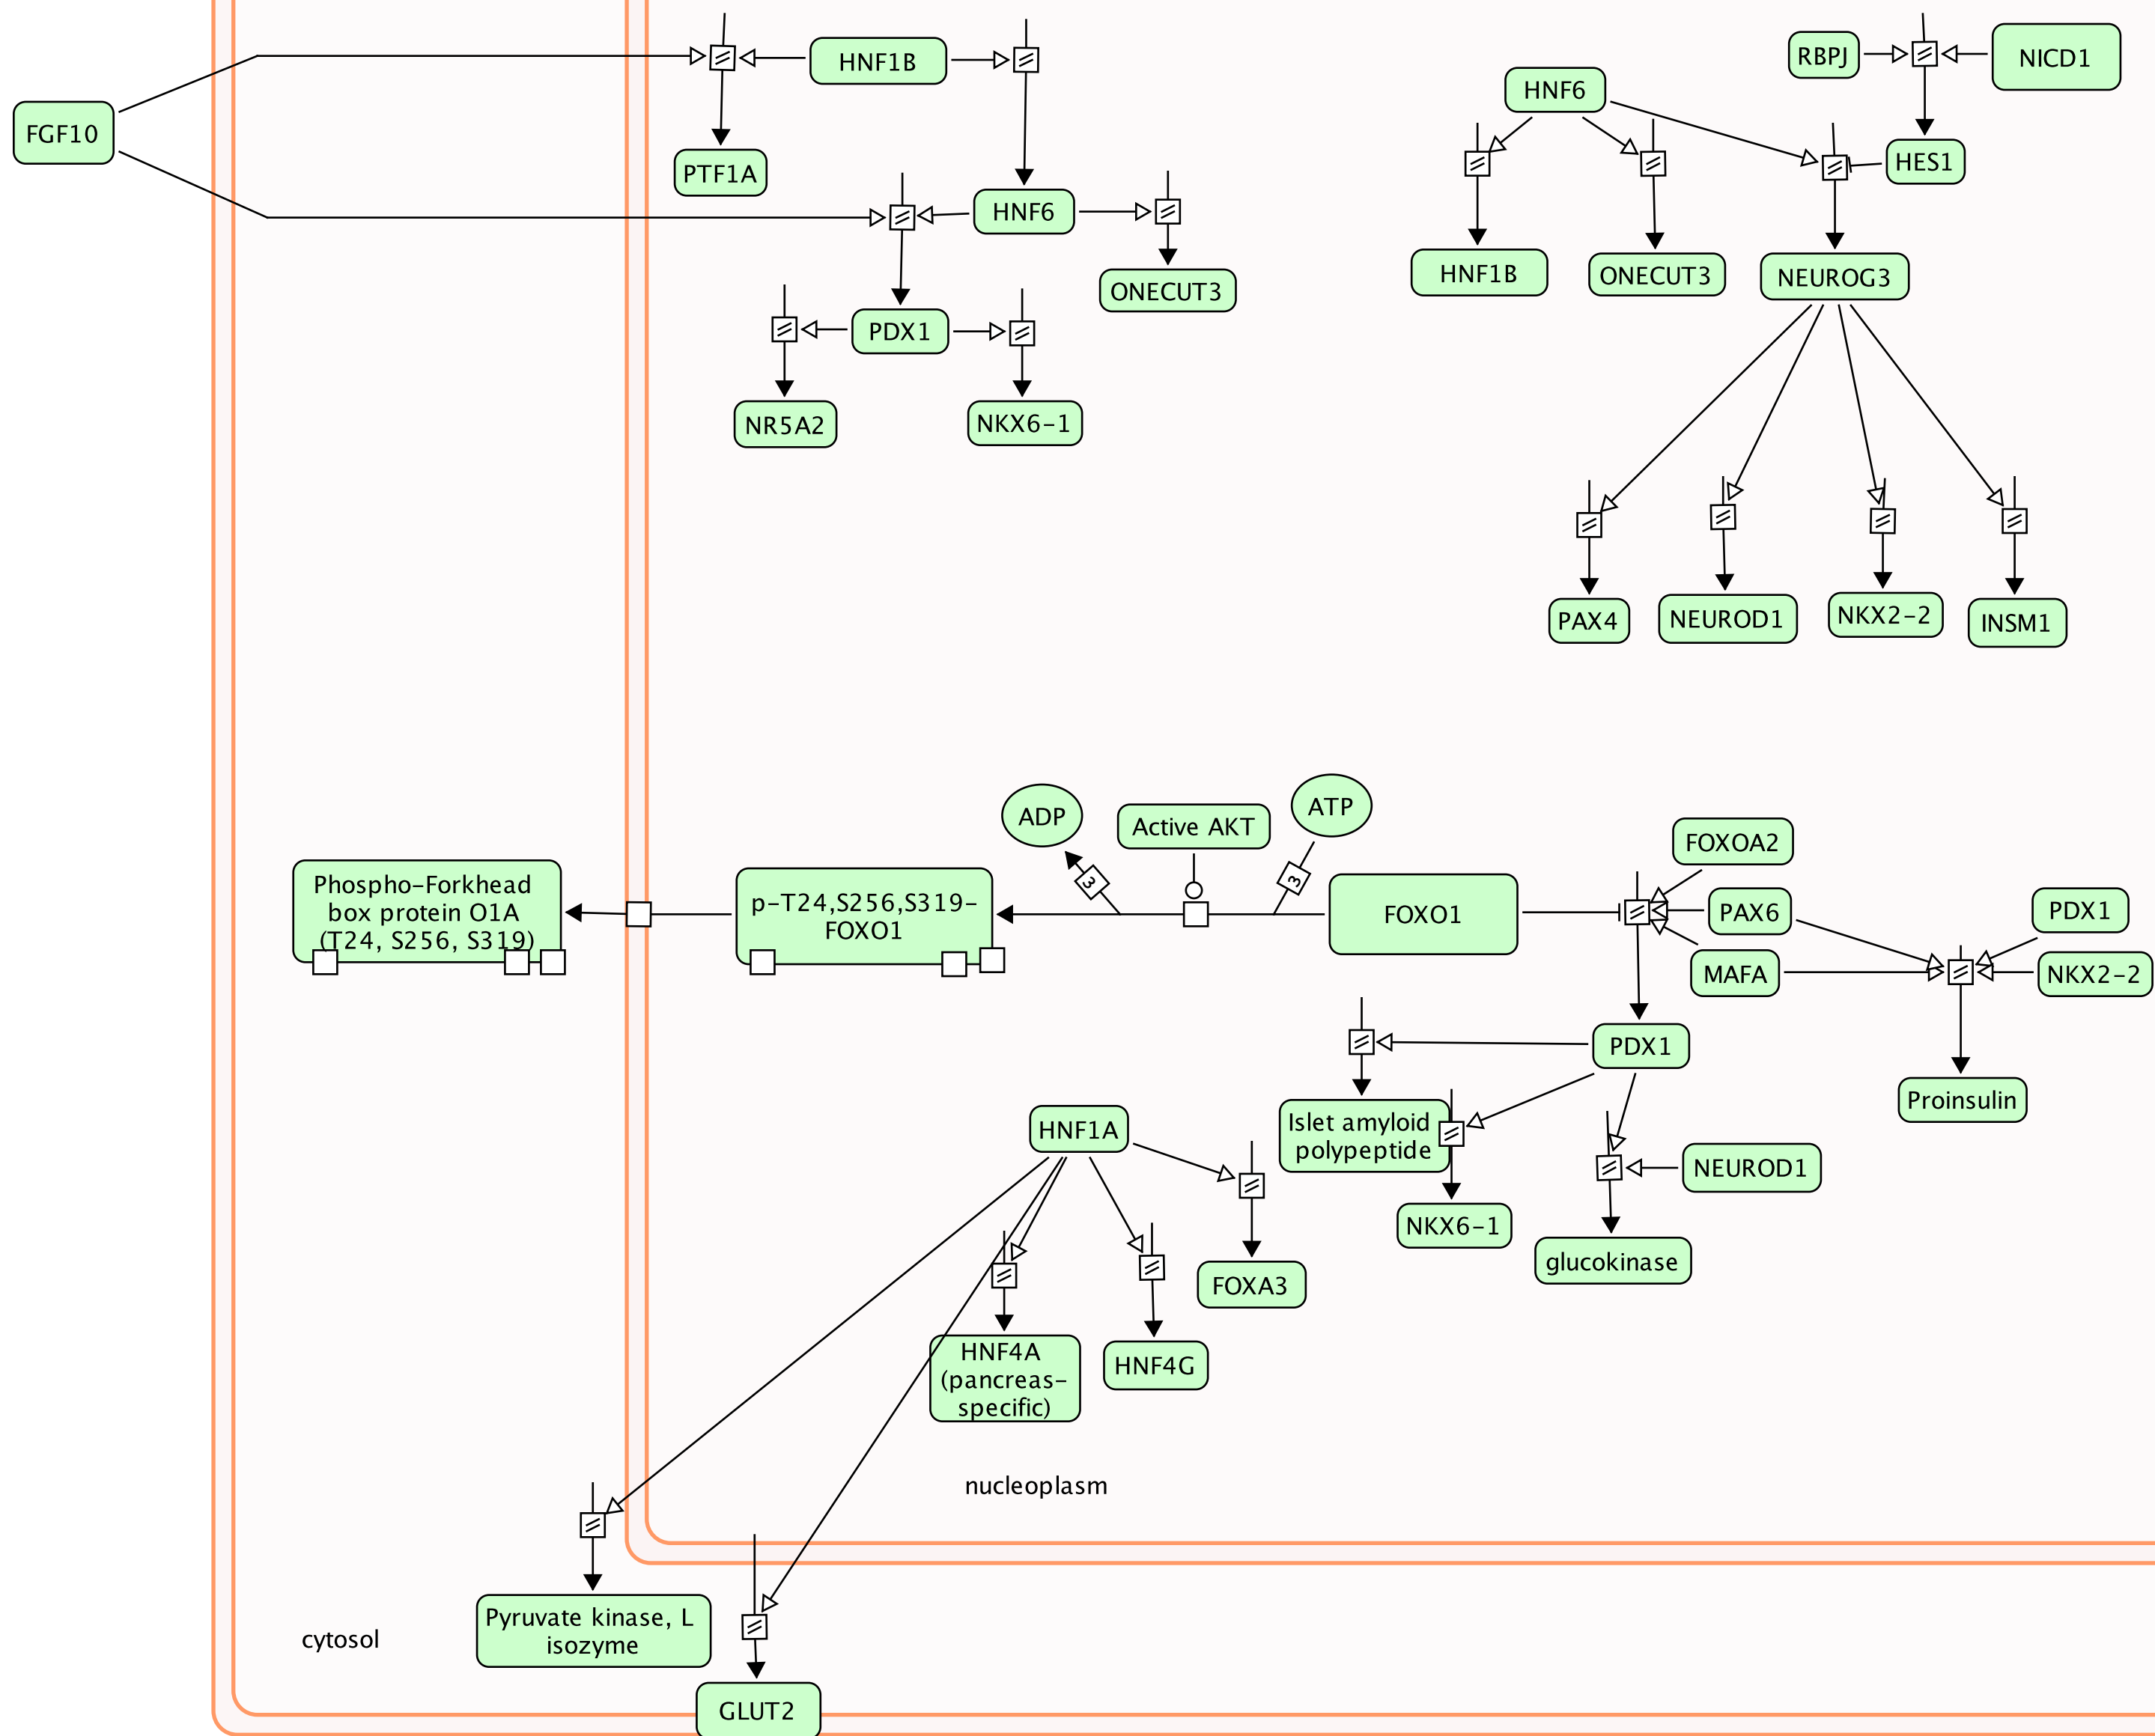 RBPJ
NICD1
HNF1B
HNF6
FGF10
PTF1A
HES1
HNF6
HNF1B
ONECUT3
NEUROG3
ONECUT3
PDX1
NR5A2
NKX6-1
PAX4
NEUROD1
NKX2-2
INSM1
ADP
Active AKT
ATP
FOXOA2
Phospho-Forkhead
box protein O1A
(T24, S256, S319)
3
3
p-T24,S256,S319-
FOXO1
FOXO1
PAX6
PDX1
MAFA
NKX2-2
PDX1
Proinsulin
HNF1A
Islet amyloid
polypeptide
NEUROD1
NKX6-1
glucokinase
FOXA3
HNF4A
(pancreas-
specific)
HNF4G
nucleoplasm
Pyruvate kinase, L
isozyme
cytosol
GLUT2